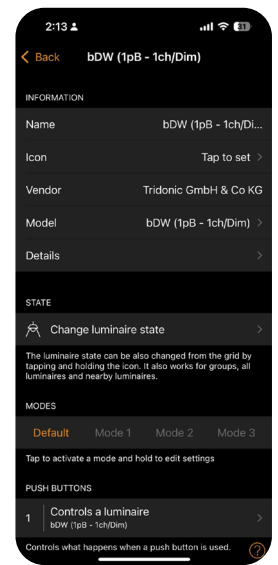 2:13
31
Back
bDW (1pB - 1ch/Dim)
INFORMATION
Name bDW (1pB - 1ch/Di...
Icon Tap to set
Vendor Tridonic GmbH & Co KG
Model bDW (1pB - 1ch/Dim)
Details
STATE
Change luminaire state
The luminaire state can be also changed from the grid by
tapping and holding the icon. It also works for groups, all
luminaires and nearby luminaires.
MODES
Default Mode 1 Mode 2 Mode 3
Tap to activate a mode and hold to edit settings
PUSH BUTTONS
1 Controls a luminaire
bDW (1pB - 1ch/Dim)
Controls what happens when a push button is used.
?